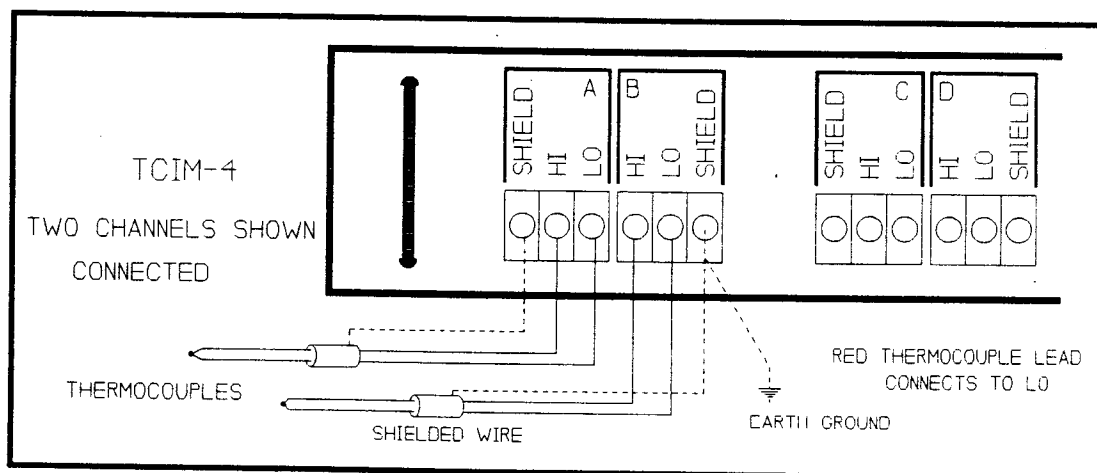 SHIELD
HI
LO
A
B
HI
LO
SHIELD
SHIELD
HI
LO
C
D
HI
LO
SHIELD
TCIM-4
TWO CHANNELS SHOWN
CONNECTED
THERMOCOUPLES
SHIELDED WIRE
RED THERMOCOUPLE LEAD
CONNECTS TO LO
EARTH GROUND